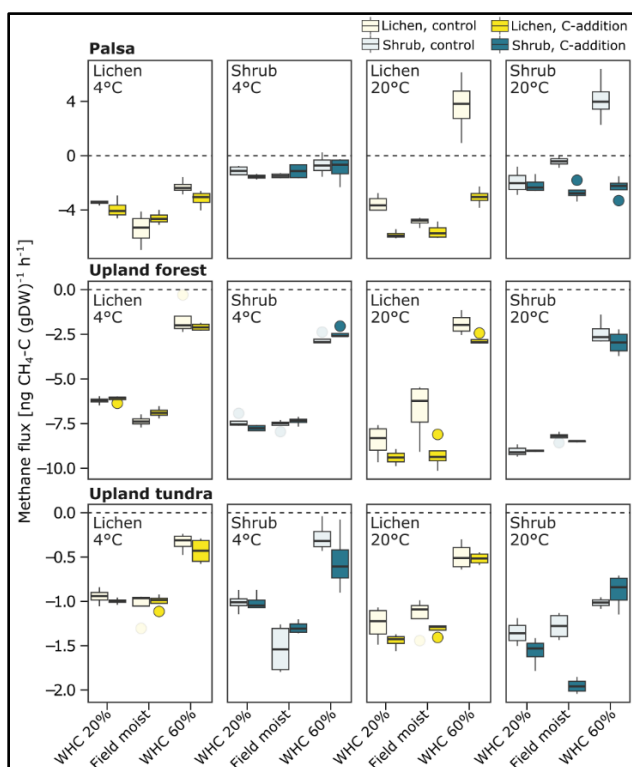 Lichen, control Lichen, C-addition
Shrub, control Shrub, C-addition
Palsa
Lichen 4°C Shrub 4°C Lichen 20°C Shrub 20°C
4
0
−4
Upland forest
Lichen 4°C Shrub 4°C Lichen 20°C Shrub 20°C
0.0
−2.5
−5.0
−7.5
−10.0
Upland tundra
Lichen 4°C Shrub 4°C Lichen 20°C Shrub 20°C
0.0
−0.5
−1.0
−1.5
−2.0
Methane flux [ng CH₄-C (gDW)⁻¹ h⁻¹]
WHC 20% Field moist WHC 60% WHC 20% Field moist WHC 60% WHC 20% Field moist WHC 60% WHC 20% Field moist WHC 60%